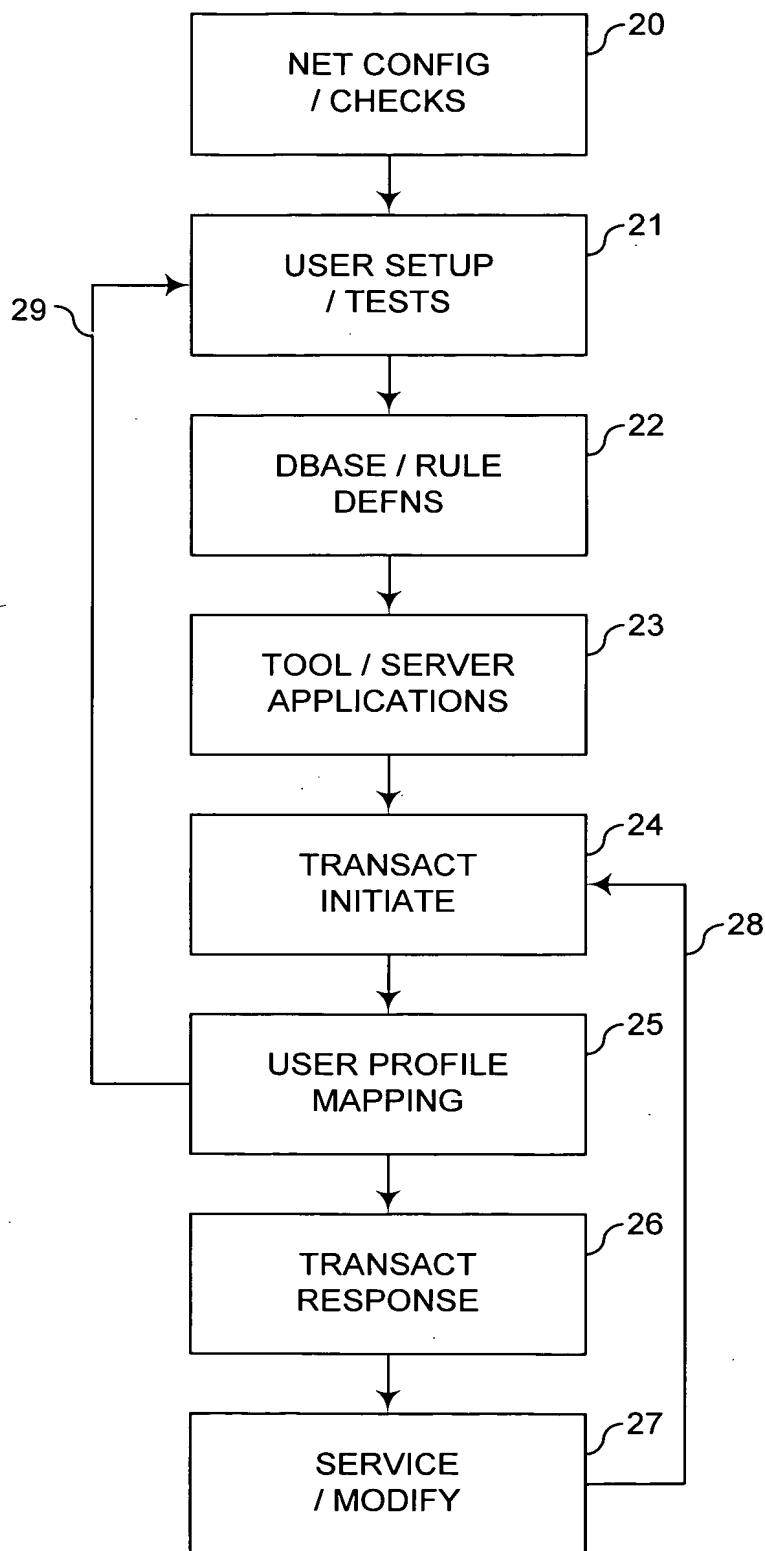 20
NET CONFIG
/ CHECKS
21
USER SETUP
/ TESTS
29
22
DBASE / RULE
DEFNS
23
TOOL / SERVER
APPLICATIONS
24
TRANSACT
INITIATE
28
25
USER PROFILE
MAPPING
26
TRANSACT
RESPONSE
27
SERVICE
/ MODIFY